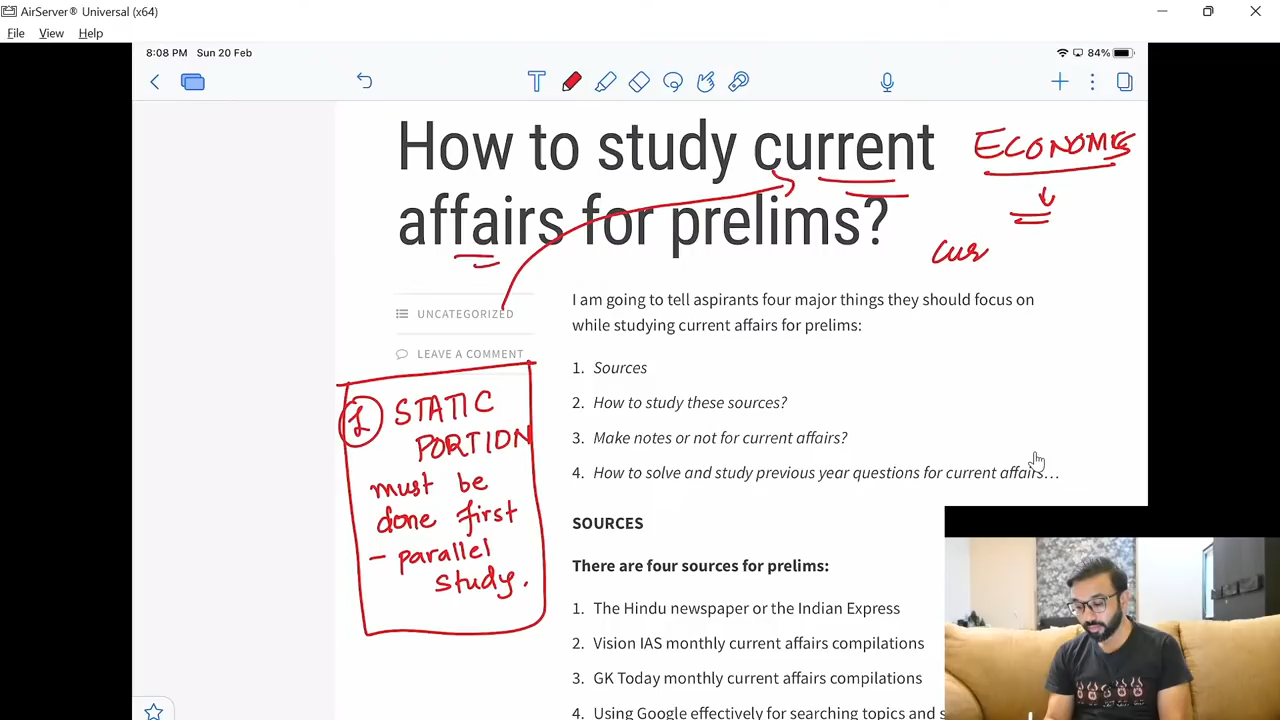 AirServer® Universal (x64)
File View Help
8:08 PM Sun 20 Feb
84%
How to study current
affairs for prelims?
ECONOMICS
cur
UNCATEGORIZED
LEAVE A COMMENT
I am going to tell aspirants four major things they should focus on
while studying current affairs for prelims:
1. Sources
2. How to study these sources?
3. Make notes or not for current affairs?
4. How to solve and study previous year questions for current affairs…
1 STATIC
PORTION
must be
done first
- parallel
study.
SOURCES
There are four sources for prelims:
1. The Hindu newspaper or the Indian Express
2. Vision IAS monthly current affairs compilations
3. GK Today monthly current affairs compilations
4. Using Google effectively for searching topics and s